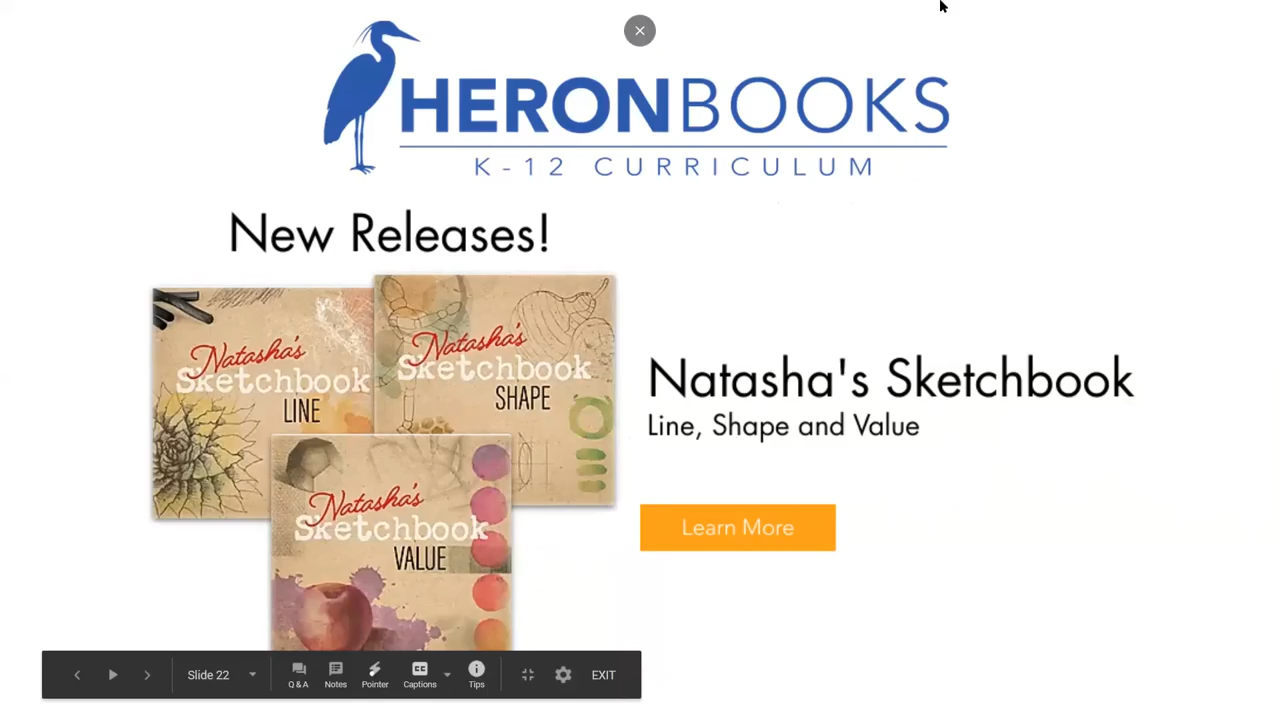 HERONBOOKS
K-12 CURRICULUM
New Releases!
Natasha's
Sketchbook
LINE
Natasha's
Sketchbook
SHAPE
Natasha's
Sketchbook
VALUE
Natasha's Sketchbook
Line, Shape and Value
Learn More
Slide 22
Q & A
Notes
Pointer
CC
Captions
Tips
EXIT